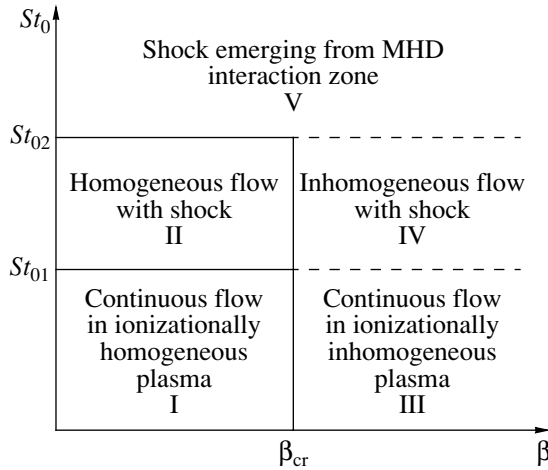 St₀
Shock emerging from MHD
interaction zone
V
St₀₂
Homogeneous flow
with shock
II
Inhomogeneous flow
with shock
IV
St₀₁
Continuous flow
in ionizationally
homogeneous
plasma
I
Continuous flow
in ionizationally
inhomogeneous
plasma
III
βcr
β